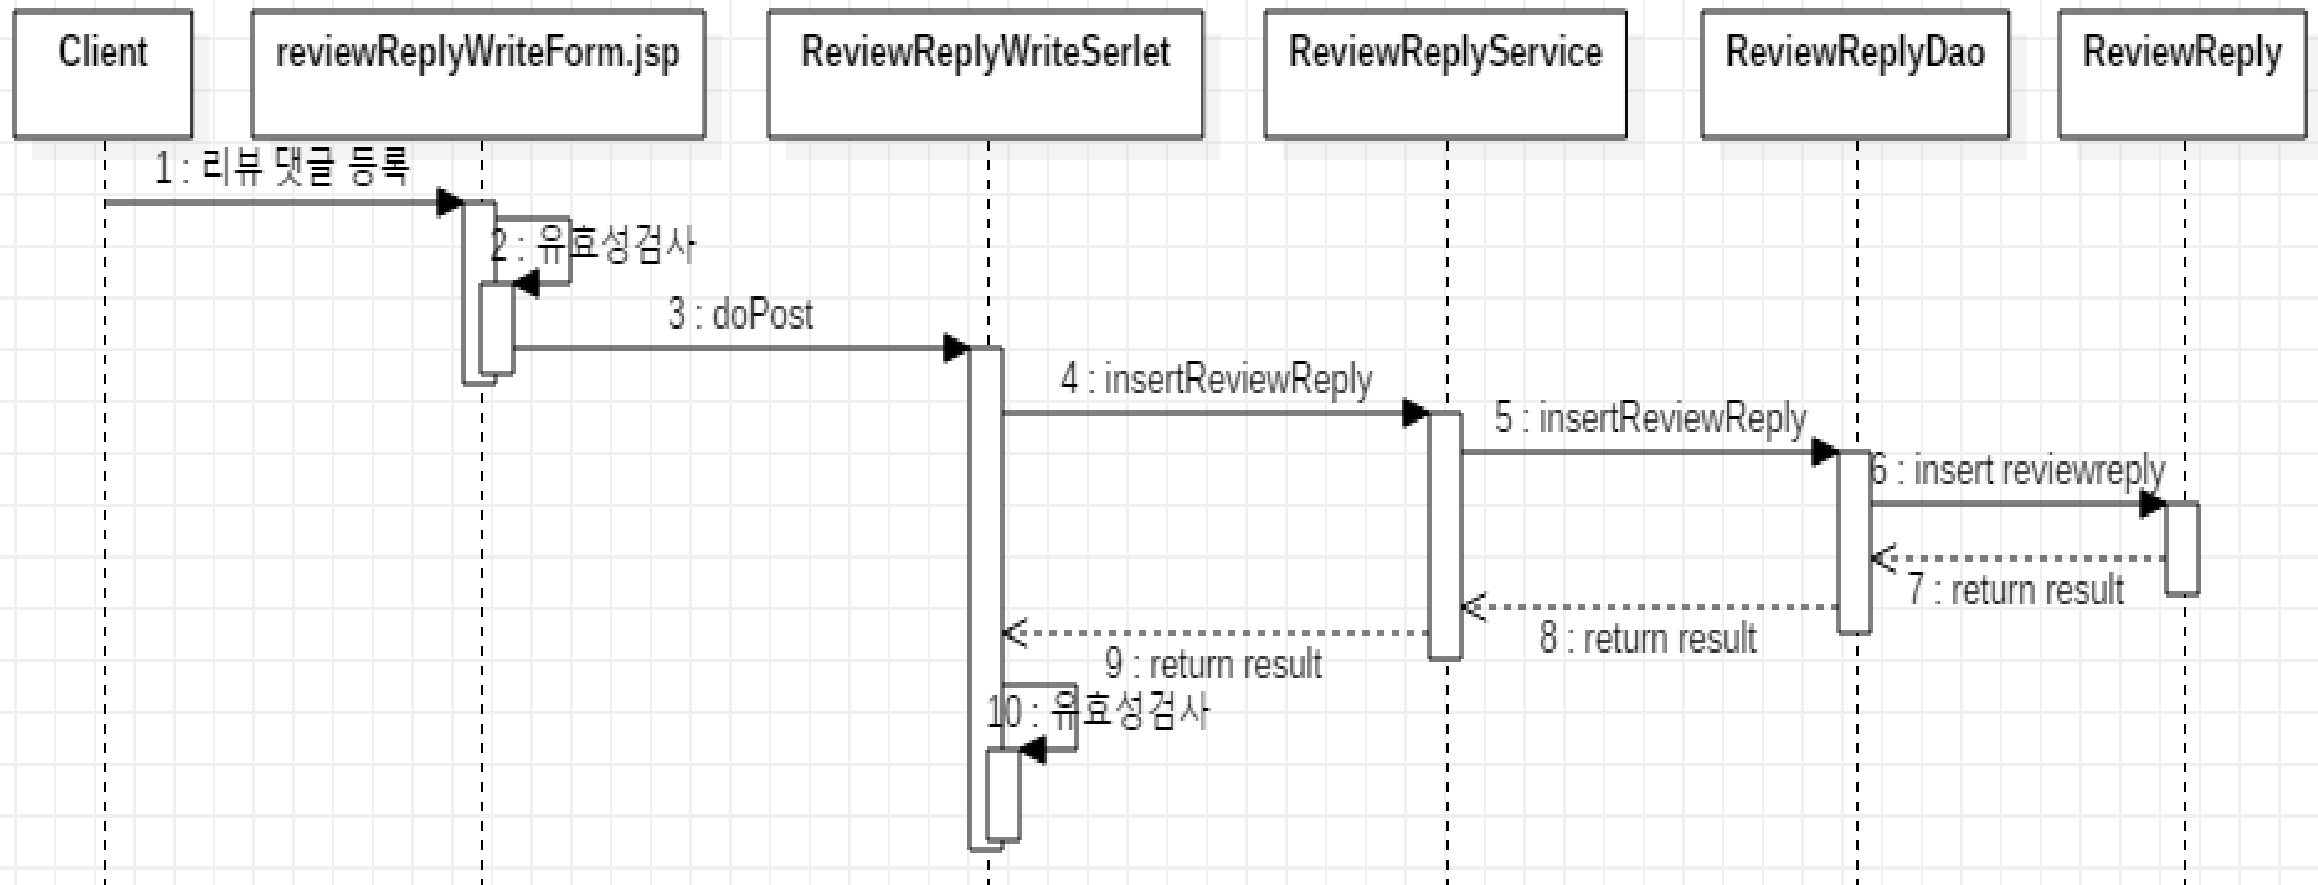 Client
reviewReplyWriteForm.jsp
ReviewReplyWriteSerlet
ReviewReplyService
ReviewReplyDao
ReviewReply
1 : 리뷰 댓글 등록
2 : 유효성검사
3 : doPost
4 : insertReviewReply
5 : insertReviewReply
6 : insert reviewreply
7 : return result
8 : return result
9 : return result
10 : 유효성검사